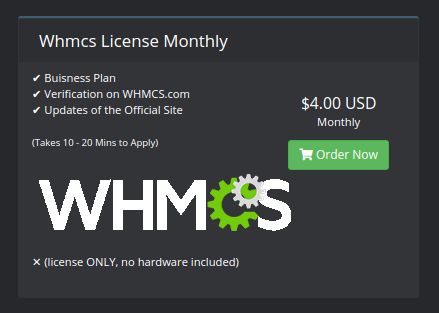 Whmcs License Monthly
✔ Buisness Plan
✔ Verification on WHMCS.com
✔ Updates of the Official Site
(Takes 10 - 20 Mins to Apply)
$4.00 USD
Monthly
Order Now
WHMCS
✕ (license ONLY, no hardware included)